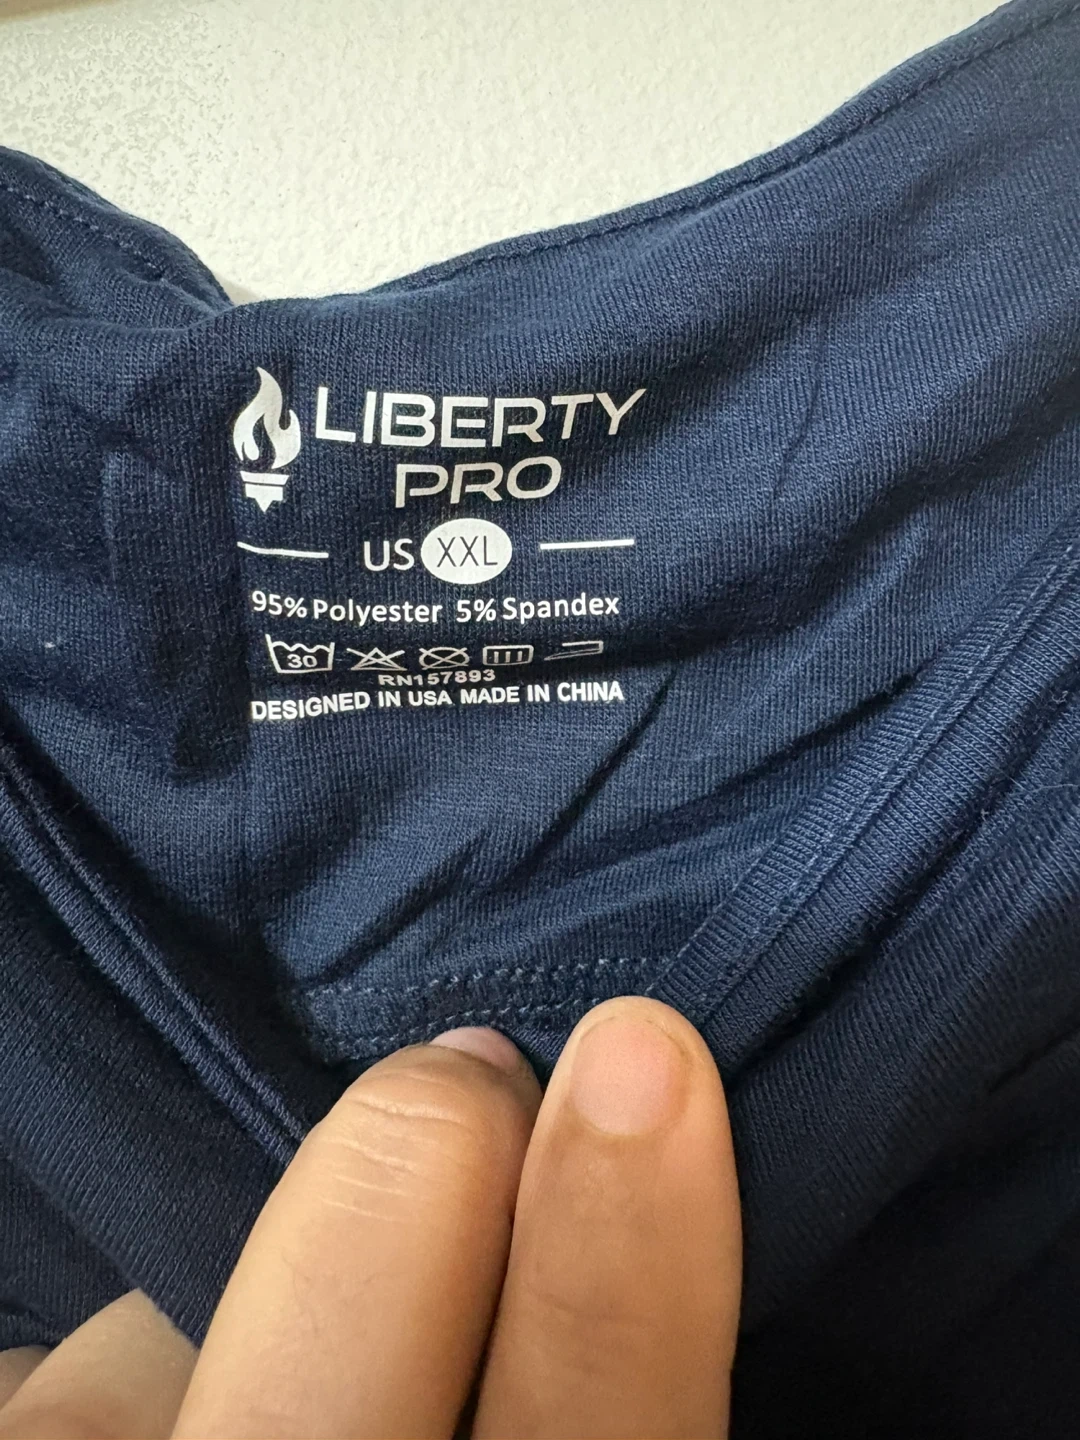 LIBERTY
PRO
US XXL
95% Polyester 5% Spandex
30
RN157893
DESIGNED IN USA MADE IN CHINA